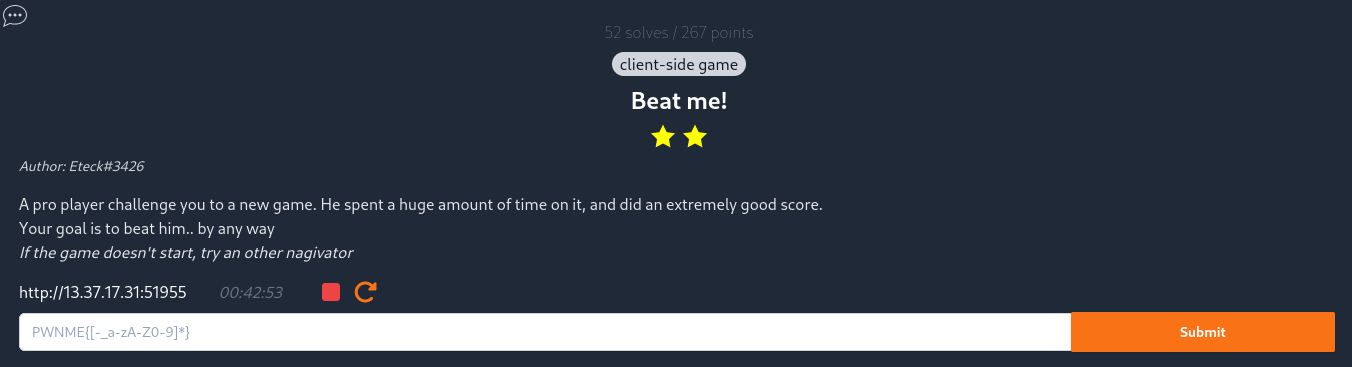 52 solves / 267 points
client-side game
Beat me!
Author: Eteck#3426
A pro player challenge you to a new game. He spent a huge amount of time on it, and did an extremely good score.
Your goal is to beat him.. by any way
If the game doesn't start, try an other nagivator
http://13.37.17.31:51955 00:42:53
PWNME{[-_a-zA-Z0-9]*} Submit